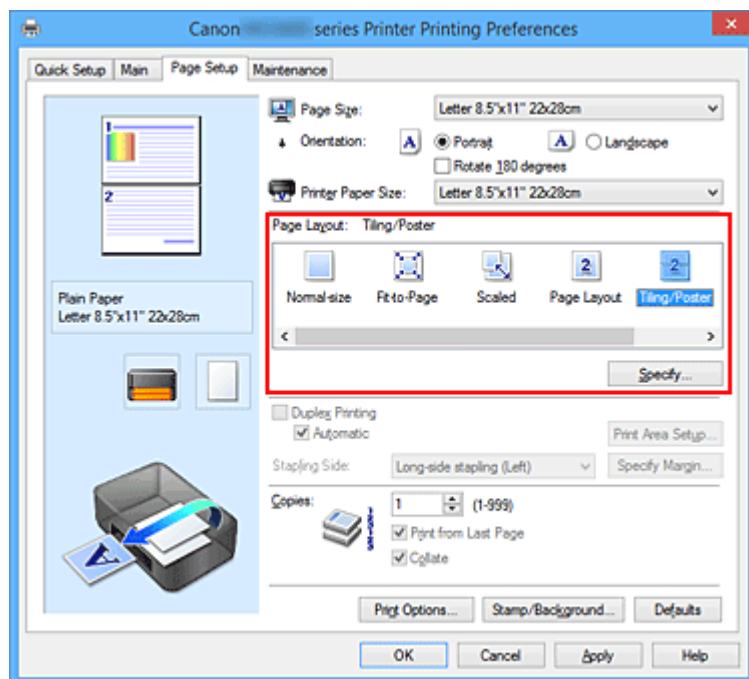 Canon series Printer Printing Preferences
Quick Setup Main Page Setup Maintenance
1
2
Plain Paper
Letter 8.5"x11" 22x28cm
Page Size: Letter 8.5"x11" 22x28cm
Orientation: A Portrait A Landscape
Rotate 180 degrees
Printer Paper Size: Letter 8.5"x11" 22x28cm
Page Layout: Tiling/Poster
2 2
Normal-size Fit-to-Page Scaled Page Layout Tiling/Poster
Specify...
Duplex Printing
Automatic Print Area Setup...
Stapling Side: Long-side stapling (Left) Specify Margin...
Copies: 1 (1-999)
Print from Last Page
Collate
A
Print Options... Stamp/Background... Defaults
OK Cancel Apply Help